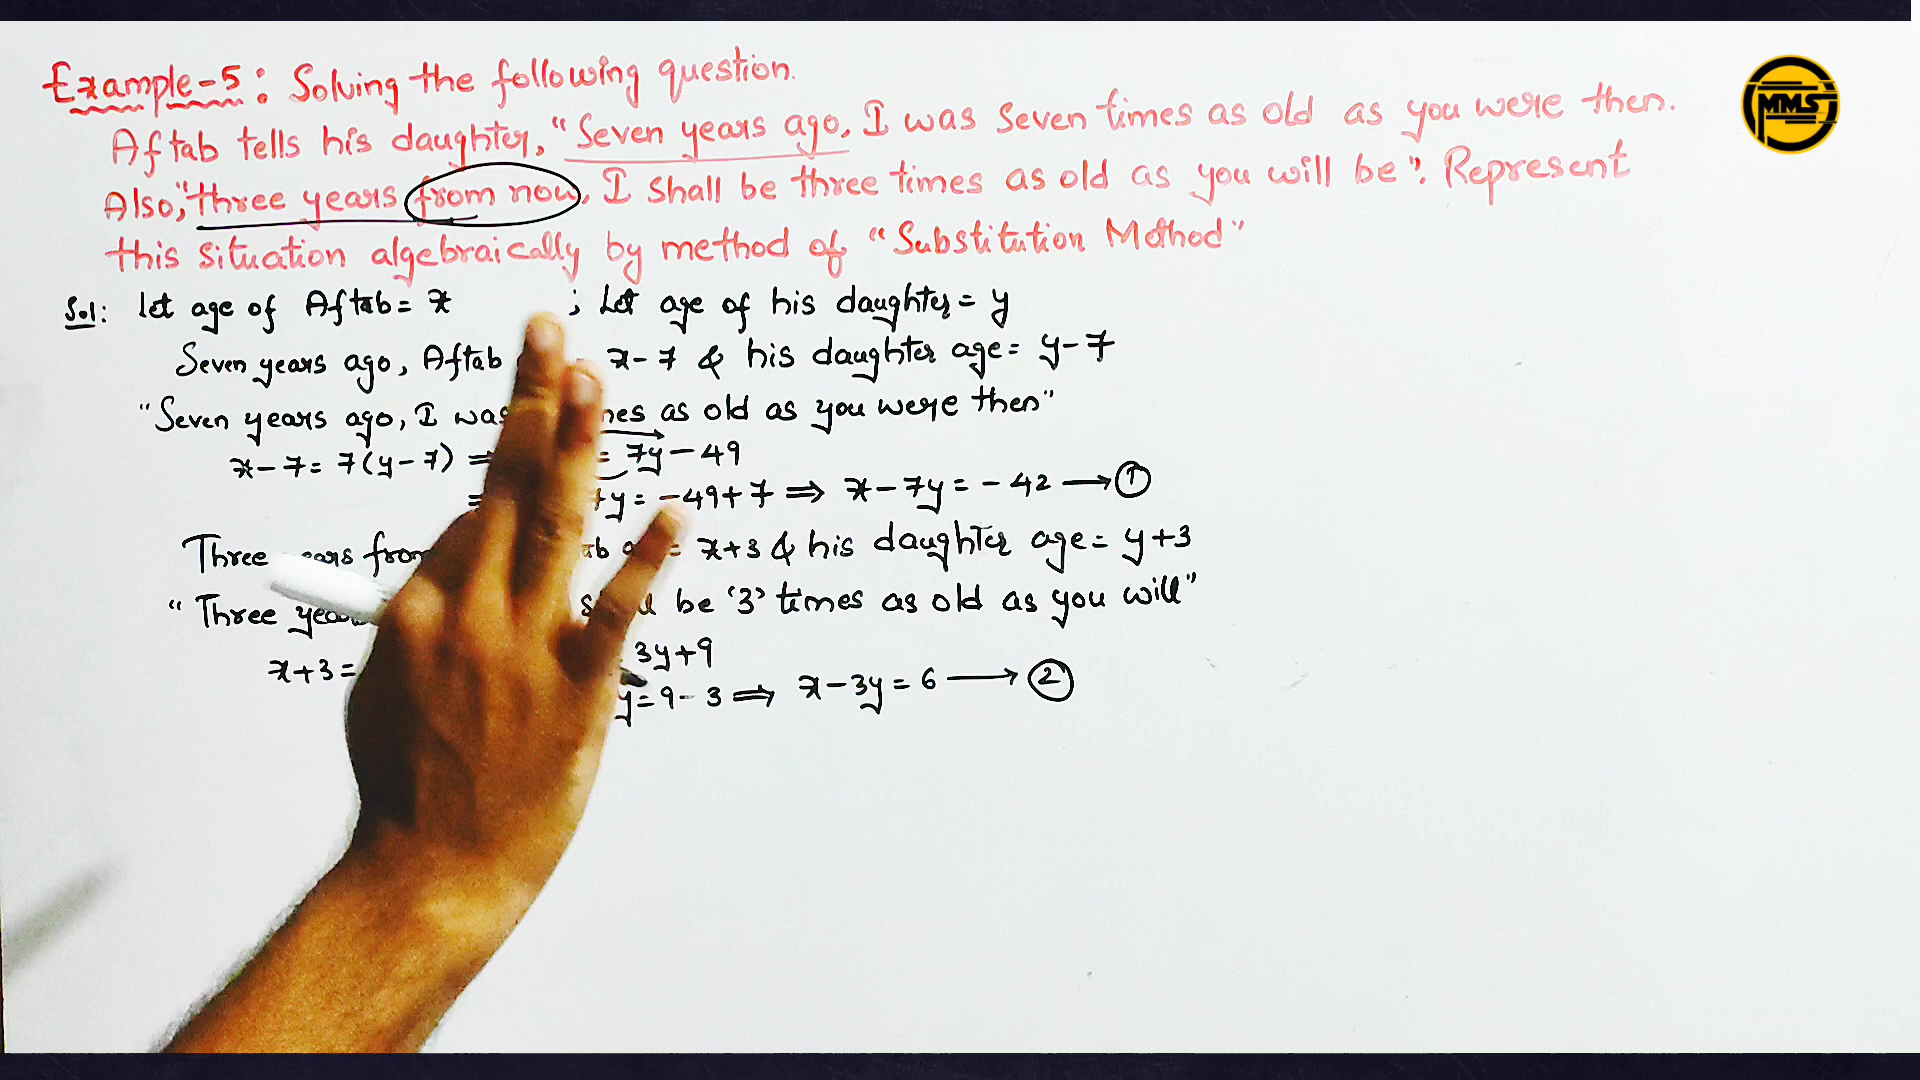 Example-5: Solving the following question.
Aftab tells his daughter, "Seven years ago, I was seven times as old as you were then.
Also, "three years from now, I shall be three times as old as you will be". Represent
this situation algebraically by method of "Substitution Method"
Sol: let age of Aftab = x ; Let age of his daughter = y
Seven years ago, Aftab x - 7 & his daughter age = y - 7
"Seven years ago, I was as old as you were then"
x - 7 = 7(y - 7) ⇒ = 7y - 49
y = -49 + 7 ⇒ x - 7y = -42 → ①
Three from = x + 3 & his daughter age = y + 3
"Three be '3' times as old as you will"
x + 3 = 3y + 9
y = 9 - 3 ⇒ x - 3y = 6 → ②
MMS